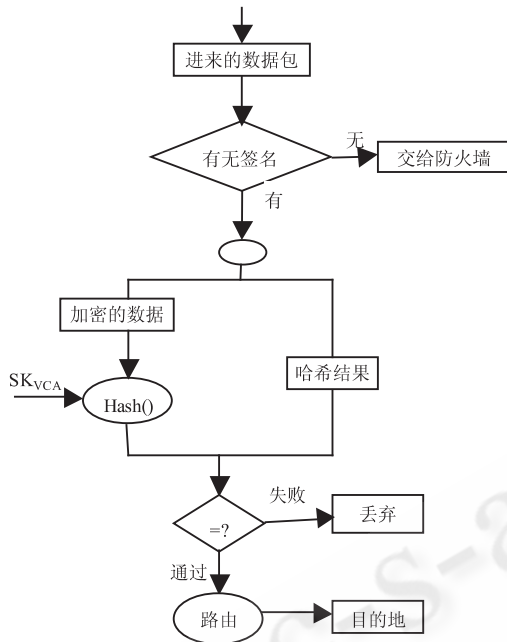 进来的数据包
有无签名
无
交给防火墙
有
加密的数据
哈希结果
SK_VCA
Hash()
=?
失败
丢弃
通过
路由
目的地